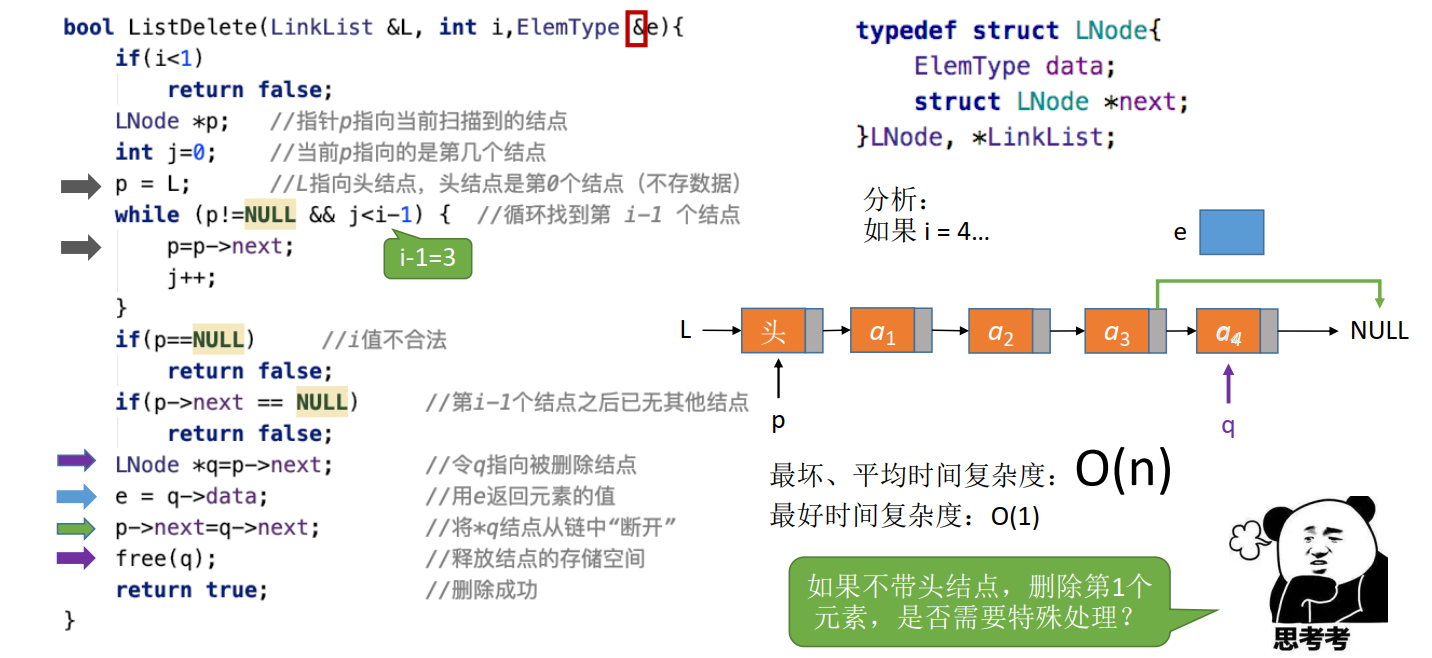 bool ListDelete(LinkList &L, int i,ElemType &e){
if(i<1)
return false;
LNode *p; //指针p指向当前扫描到的结点
int j=0; //当前p指向的是第几个结点
p = L; //L指向头结点，头结点是第0个结点（不存数据）
while (p!=NULL && j<i-1) { //循环找到第 i-1 个结点
p=p->next;
i-1=3
j++;
}
if(p==NULL) //i值不合法
return false;
if(p->next == NULL) //第i-1个结点之后已无其他结点
return false;
LNode *q=p->next; //令q指向被删除结点
e = q->data; //用e返回元素的值
p->next=q->next; //将*q结点从链中“断开”
free(q); //释放结点的存储空间
return true; //删除成功
}
typedef struct LNode{
ElemType data;
struct LNode *next;
}LNode, *LinkList;
分析：
如果 i = 4…
e
L 头 a1 a2 a3 a4 NULL
p
q
最坏、平均时间复杂度：O(n)
最好时间复杂度：O(1)
如果不带头结点，删除第1个
元素，是否需要特殊处理？
思考考